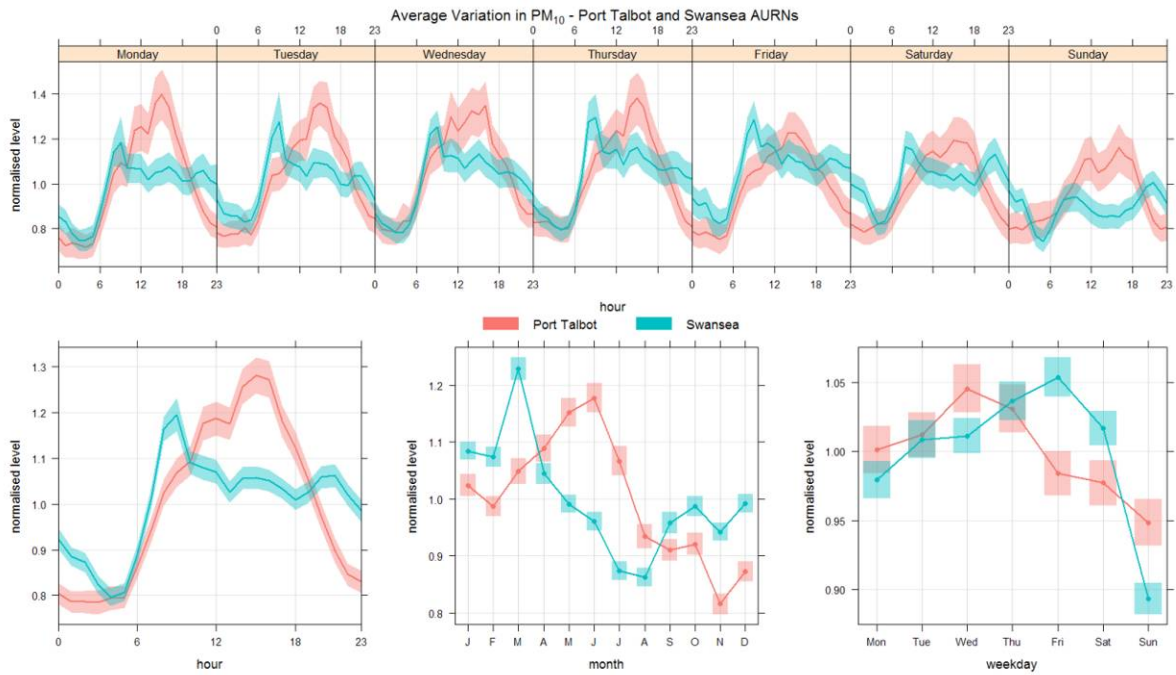 Average Variation in PM10 - Port Talbot and Swansea AURNs
0 6 12 18 23 0 6 12 18 23 0 6 12 18 23
Monday Tuesday Wednesday Thursday Friday Saturday Sunday
normalised level
1.4
1.2
1.0
0.8
0 6 12 18 23 0 6 12 18 23 0 6 12 18 23 0 6 12 18 23
hour
Port Talbot Swansea
normalised level
1.3
1.2
1.1
1.0
0.9
0.8
0 6 12 18 23
hour
normalised level
1.2
1.1
1.0
0.9
0.8
J F M A M J J A S O N D
month
normalised level
1.05
1.00
0.95
0.90
Mon Tue Wed Thu Fri Sat Sun
weekday